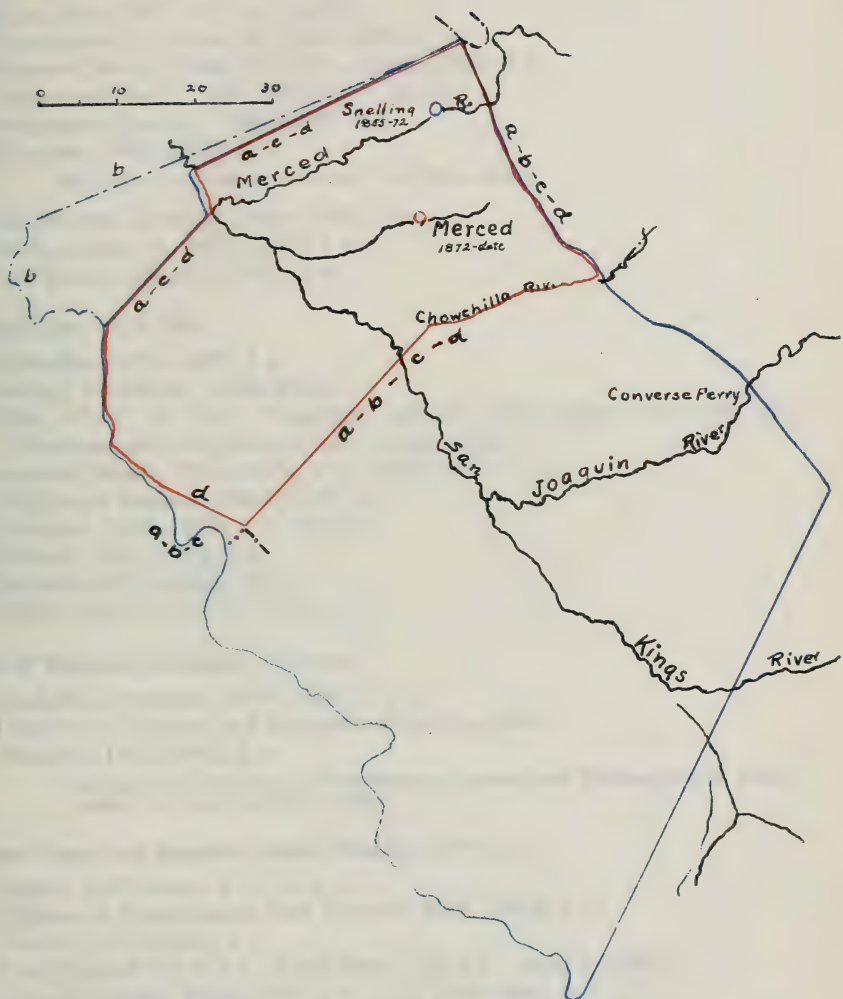 0 10 20 30
Snelling R.
1855-72
a-c-d
Merced
b
a-b-c-d
b
Merced
1872-date
a-c-d
Chowchilla Riv.
a-b-c-d
Converse Ferry
San Joaquin River
d
a-b-c
Kings River